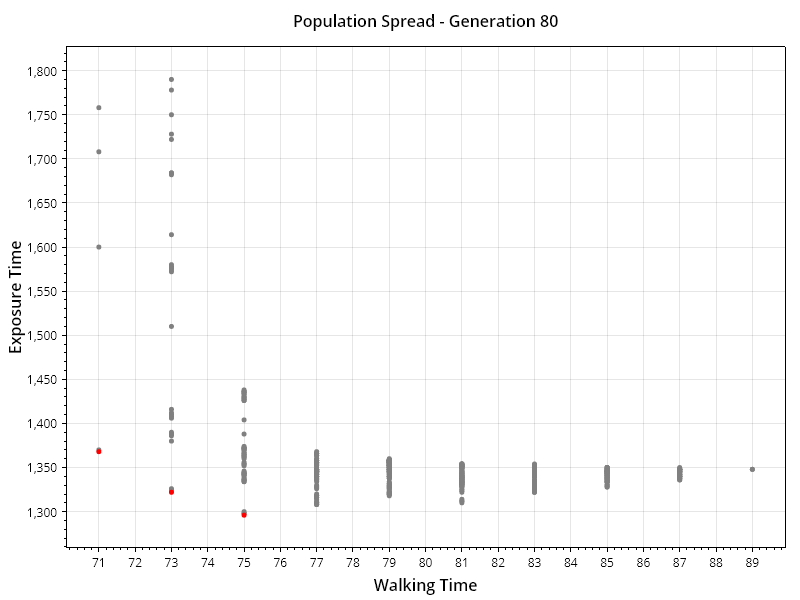 Population Spread - Generation 80
Exposure Time
1,800
1,750
1,700
1,650
1,600
1,550
1,500
1,450
1,400
1,350
1,300
71 72 73 74 75 76 77 78 79 80 81 82 83 84 85 86 87 88 89
Walking Time